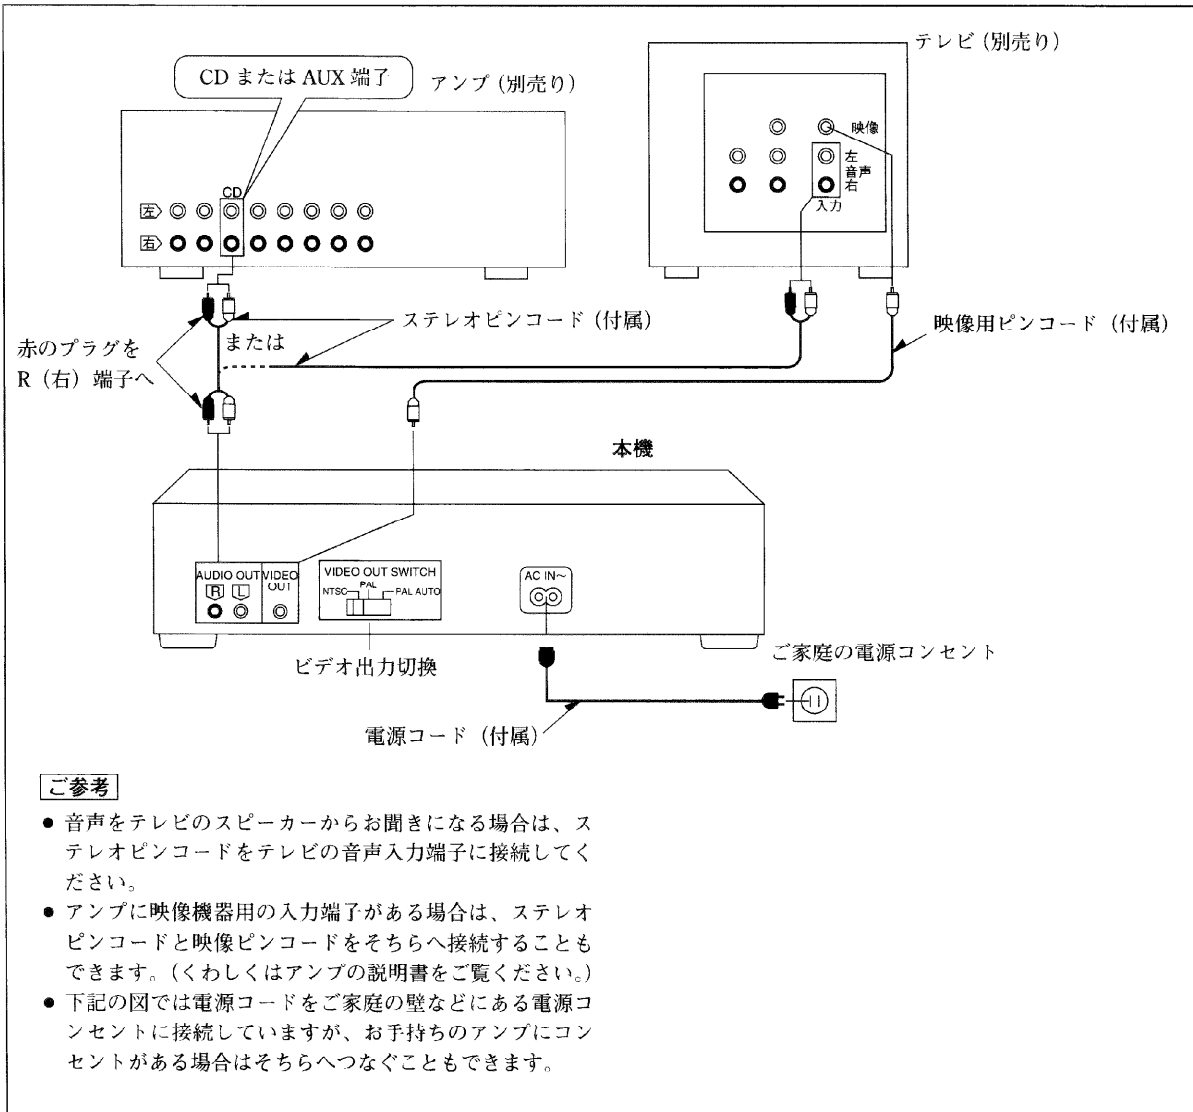 テレビ (別売り)
CD または AUX 端子
アンプ (別売り)
映像
左
音声
右
入力
CD
左
右
ステレオピンコード (付属)
映像用ピンコード (付属)
または
赤のプラグを
R (右) 端子へ
本機
AUDIO OUT
R L
VIDEO
OUT
VIDEO OUT SWITCH
NTSC PAL PAL AUTO
AC IN~
ビデオ出力切換
ご家庭の電源コンセント
電源コード (付属)
ご参考
● 音声をテレビのスピーカーからお聞きになる場合は、ス
テレオピンコードをテレビの音声入力端子に接続してく
ださい。
● アンプに映像機器用の入力端子がある場合は、ステレオ
ピンコードと映像ピンコードをそちらへ接続することも
できます。(くわしくはアンプの説明書をご覧ください。)
● 下記の図では電源コードをご家庭の壁などにある電源コ
ンセントに接続していますが、お手持ちのアンプにコン
セントがある場合はそちらへつなぐこともできます。